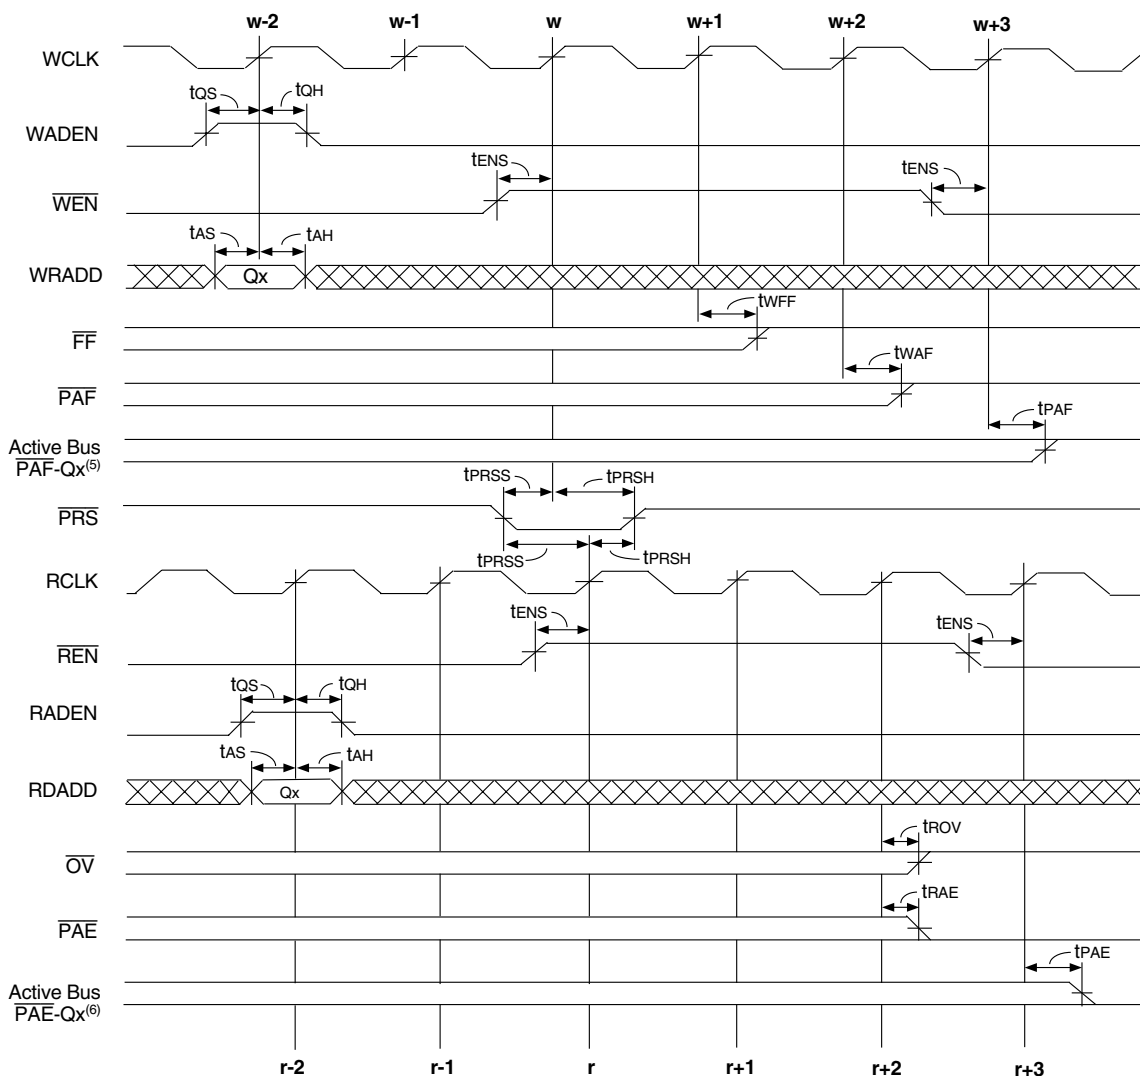 w-2 w-1 w w+1 w+2 w+3
WCLK
tQS tQH
WADEN
tENS tENS
WEN
tAS tAH
WRADD Qx
tWFF
FF
tWAF
PAF
tPAF
Active Bus
PAF-Qx(5)
tPRSS tPRSH
PRS
tPRSS tPRSH
RCLK
tENS tENS
REN
tQS tQH
RADEN
tAS tAH
RDADD Qx
tROV
OV
tRAE
PAE
tPAE
Active Bus
PAE-Qx(6)
r-2 r-1 r r+1 r+2 r+3